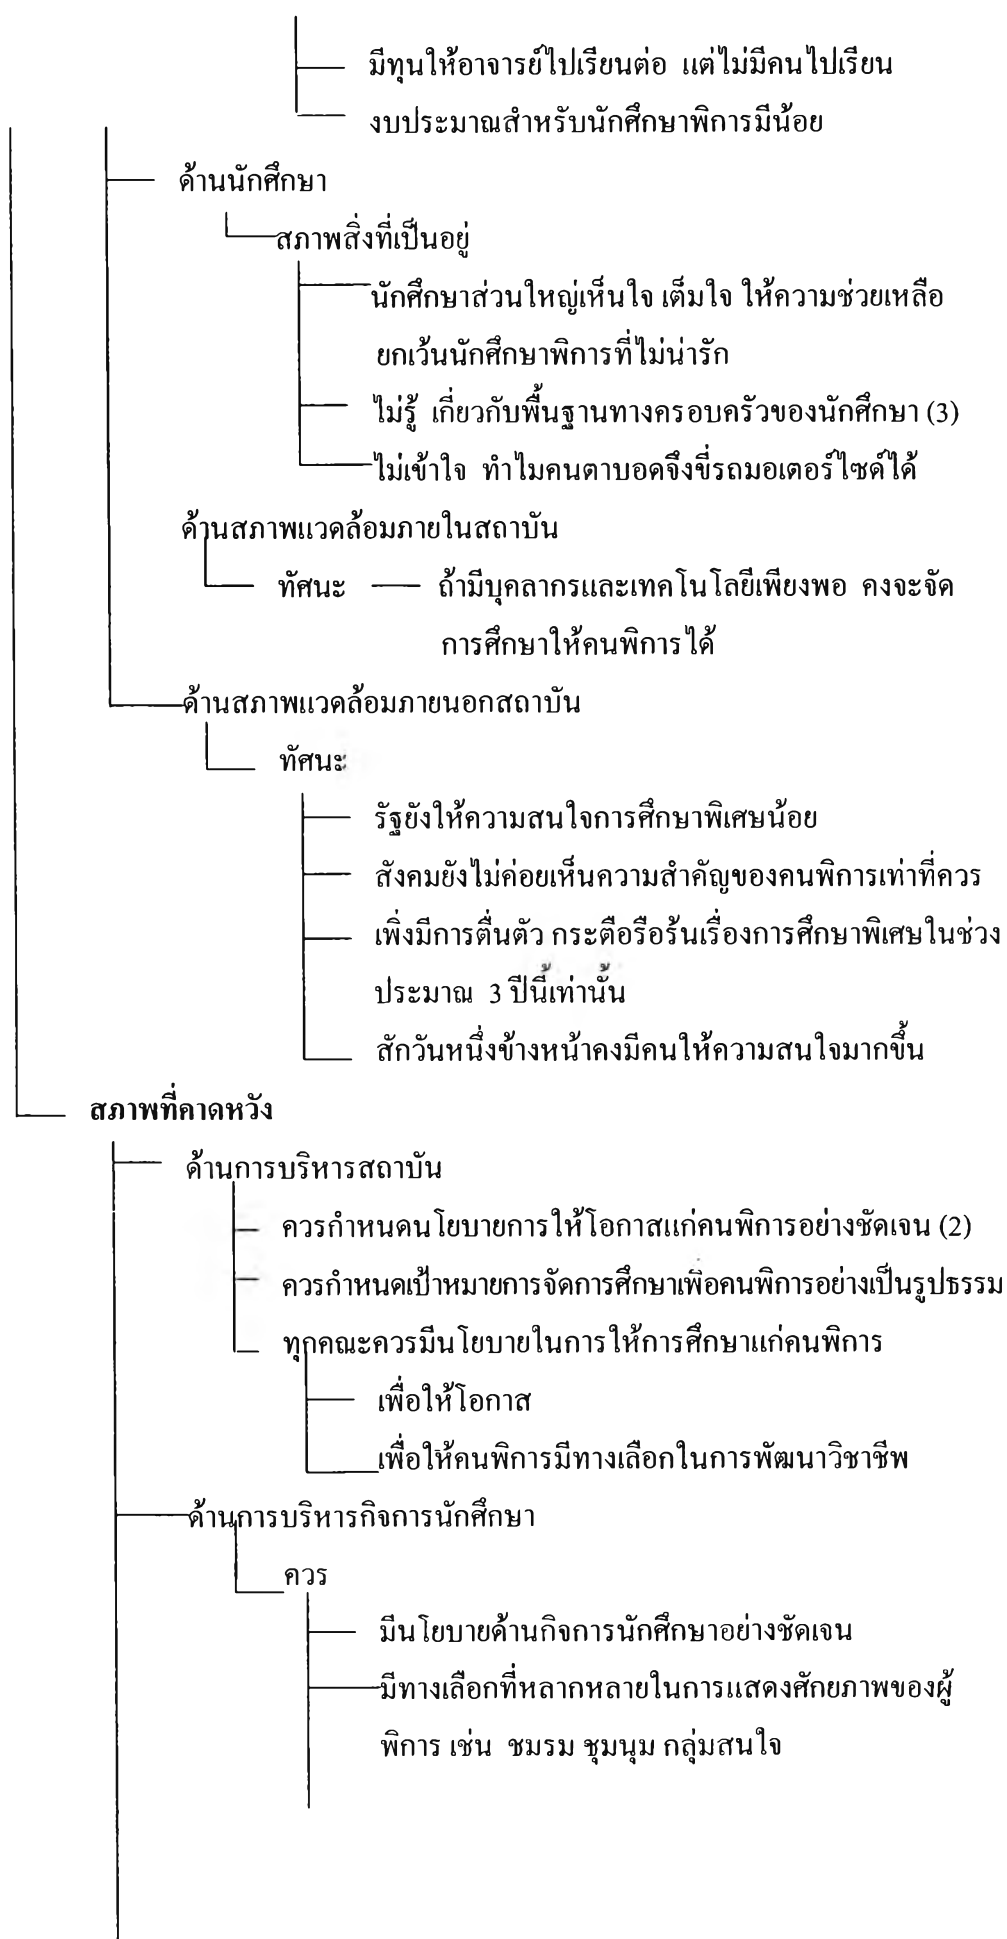 มีทุนให้อาจารย์ไปเรียนต่อ แต่ไม่มีคนไปเรียน
งบประมาณสำหรับนักศึกษาพิการมีน้อย
ด้านนักศึกษา
สภาพสิ่งที่เป็นอยู่
นักศึกษาส่วนใหญ่เห็นใจ เต็มใจ ให้ความช่วยเหลือ
ยกเว้นนักศึกษาพิการที่ไม่น่ารัก
ไม่รู้ เกี่ยวกับพื้นฐานทางครอบครัวของนักศึกษา (3)
ไม่เข้าใจ ทำไมคนตาบอดจึงขี่รถมอเตอร์ไซด์ได้
ด้านสภาพแวดล้อมภายในสถาบัน
ทัศนะ ถ้ามีบุคลากรและเทคโนโลยีเพียงพอ คงจะจัด
การศึกษาให้คนพิการได้
ด้านสภาพแวดล้อมภายนอกสถาบัน
ทัศนะ
รัฐยังให้ความสนใจการศึกษาพิเศษน้อย
สังคมยังไม่ค่อยเห็นความสำคัญของคนพิการเท่าที่ควร
เพิ่งมีการตื่นตัว กระตือรือร้นเรื่องการศึกษาพิเศษในช่วง
ประมาณ 3 ปีนี้เท่านั้น
สักวันหนึ่งข้างหน้าคงมีคนให้ความสนใจมากขึ้น
สภาพที่คาดหวัง
ด้านการบริหารสถาบัน
ควรกำหนดนโยบายการให้โอกาสแก่คนพิการอย่างชัดเจน (2)
ควรกำหนดเป้าหมายการจัดการศึกษาเพื่อคนพิการอย่างเป็นรูปธรรม
ทุกคณะควรมีนโยบายในการให้การศึกษาแก่คนพิการ
เพื่อให้โอกาส
เพื่อให้คนพิการมีทางเลือกในการพัฒนาวิชาชีพ
ด้านการบริหารกิจการนักศึกษา
ควร
มีนโยบายด้านกิจการนักศึกษาอย่างชัดเจน
มีทางเลือกที่หลากหลายในการแสดงศักยภาพของผู้
พิการ เช่น ชมรม ชุมนุม กลุ่มสนใจ